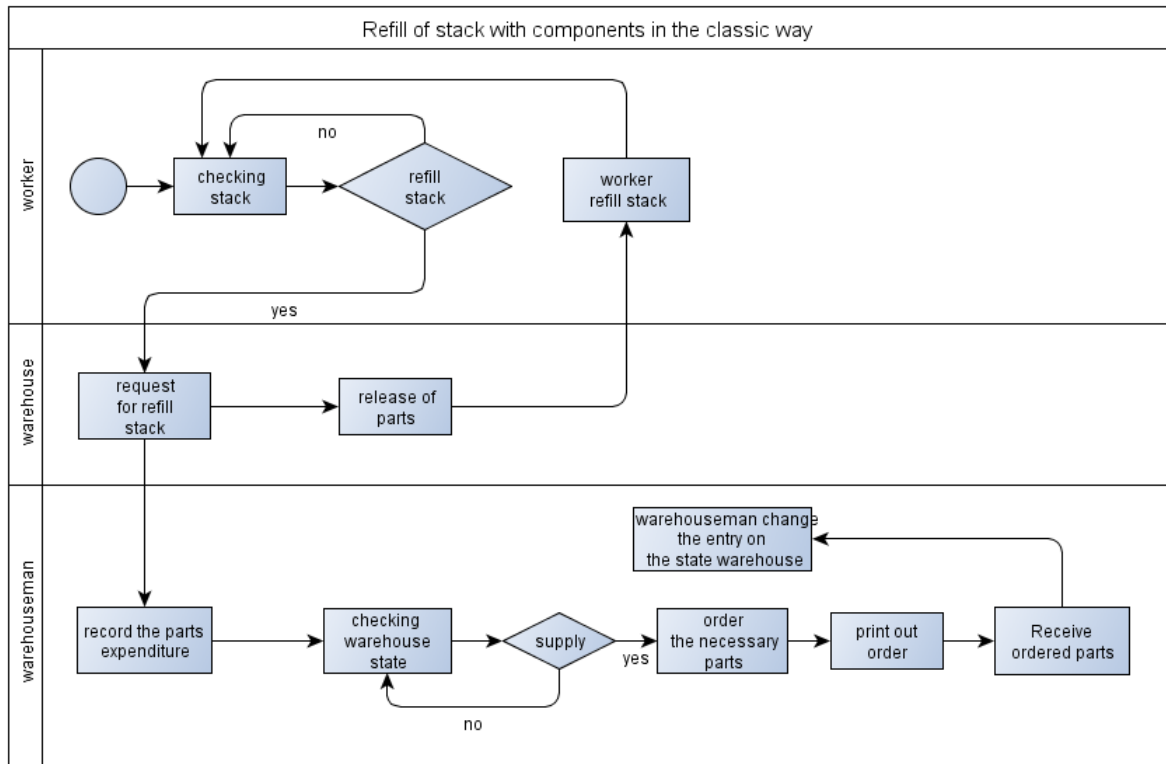 Refill of stack with components in the classic way
worker
no
checking
stack
refill
stack
worker
refill stack
yes
warehouse
request
for refill
stack
release of
parts
warehouseman
warehouseman change
the entry on
the state warehouse
record the parts
expenditure
checking
warehouse
state
supply
yes
order
the necessary
parts
print out
order
Receive
ordered parts
no